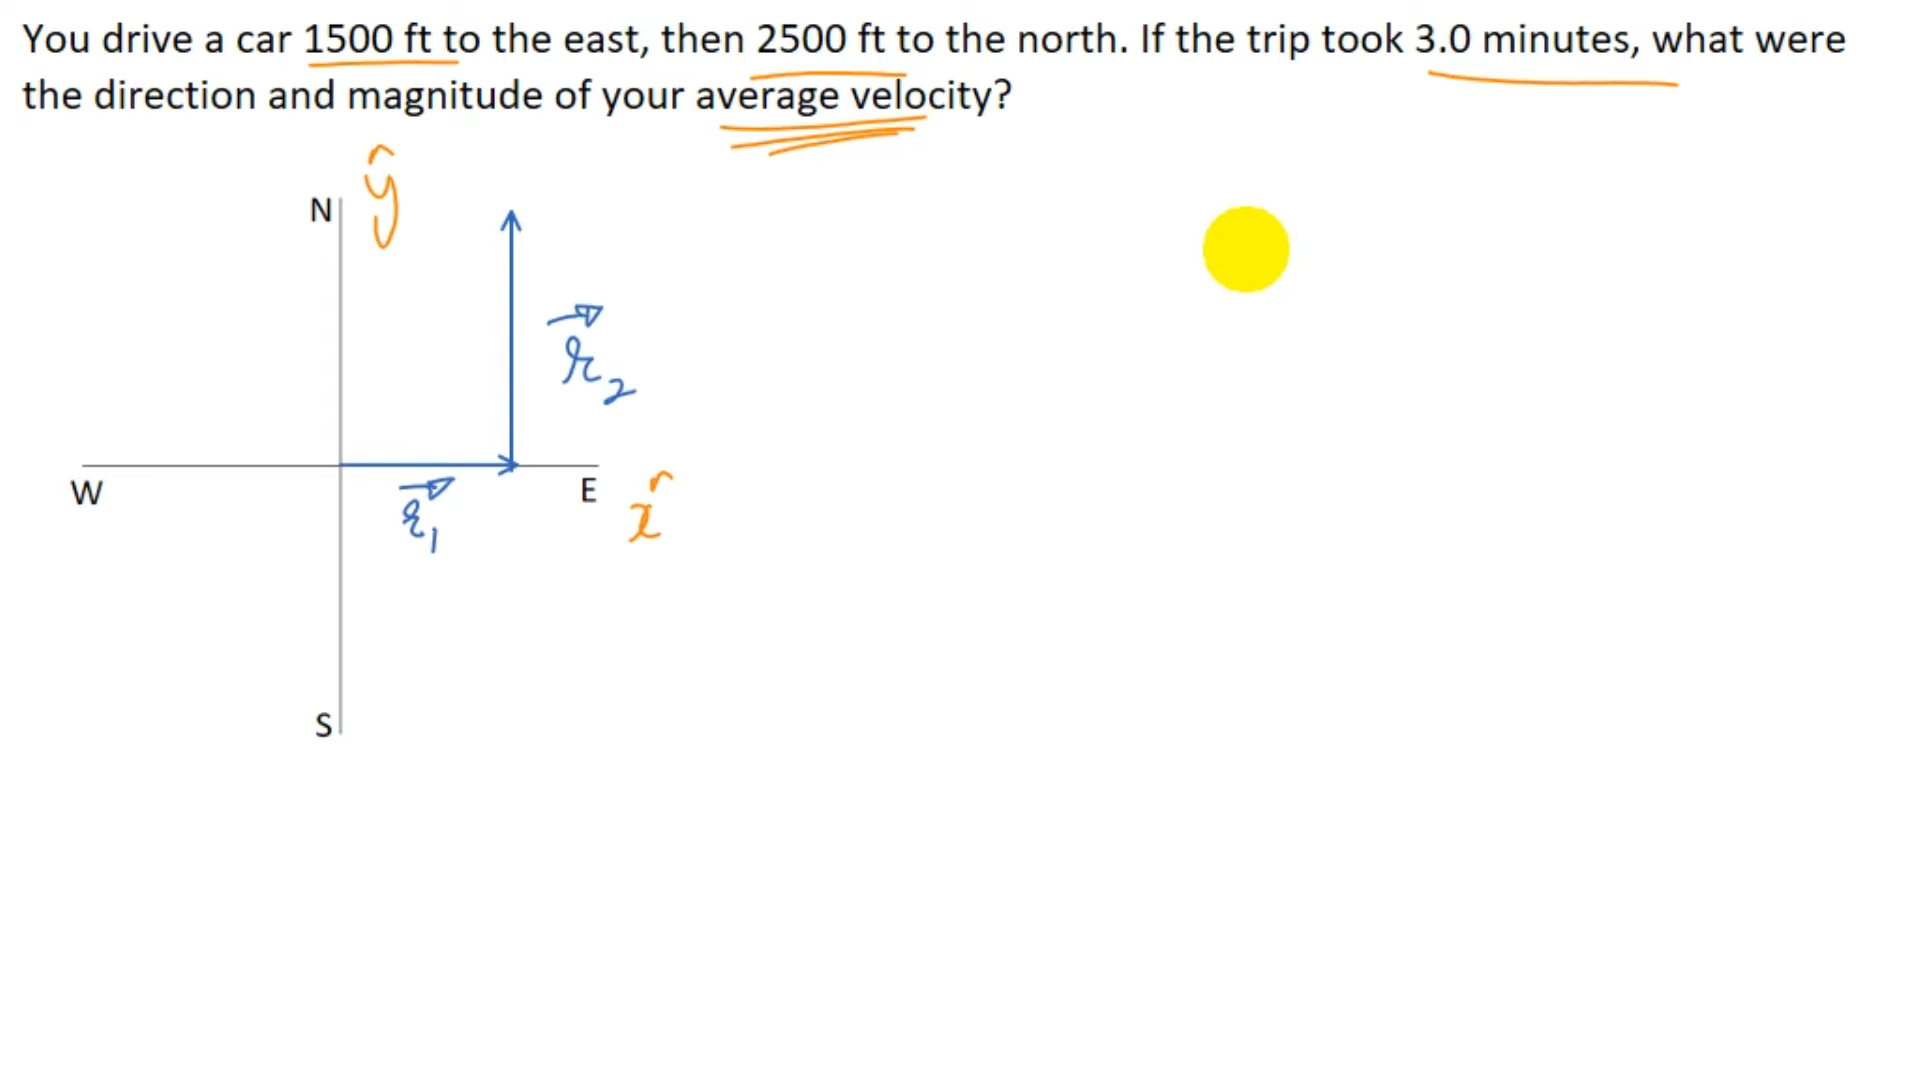 You drive a car 1500 ft to the east, then 2500 ft to the north. If the trip took 3.0 minutes, what were
the direction and magnitude of your average velocity?
ŷ
N
r⃗₂
W
E
x̂
r⃗₁
S